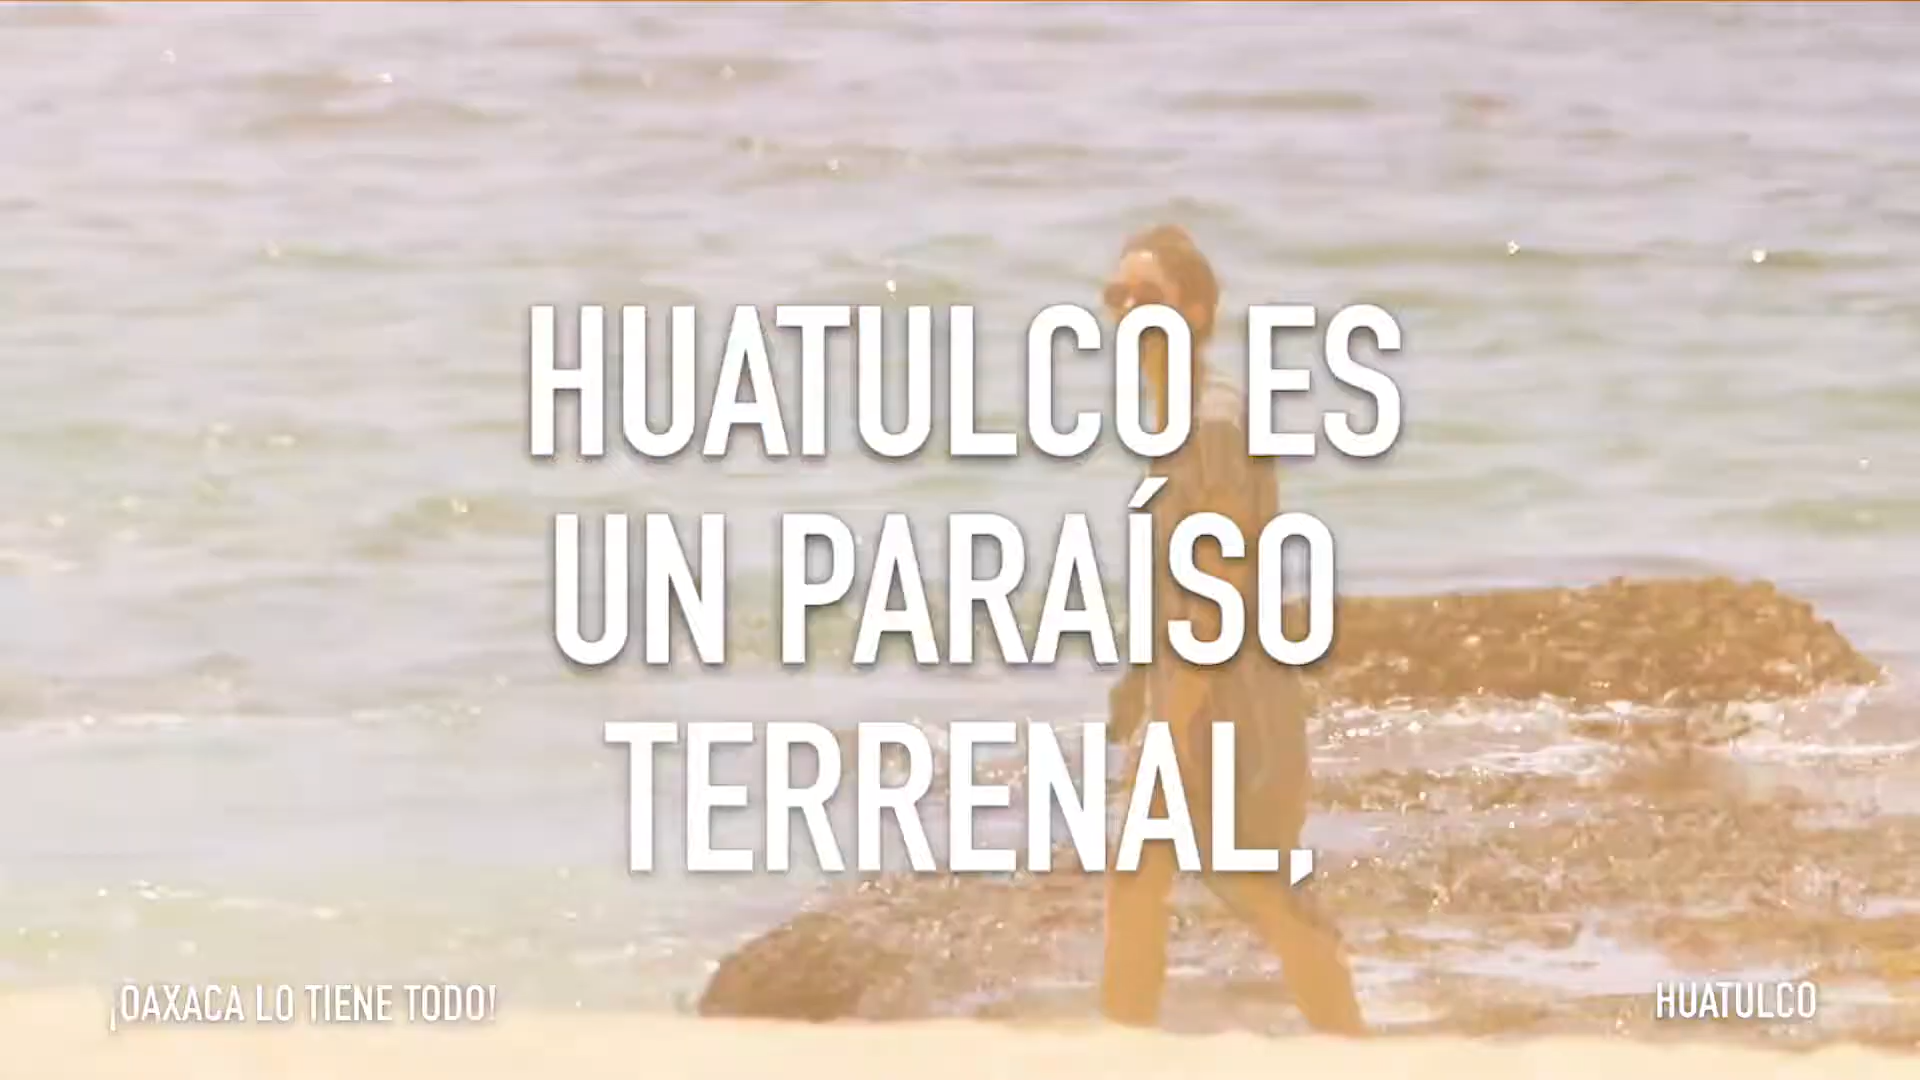 HUATULCO ES
UN PARAÍSO
TERRENAL,
¡OAXACA LO TIENE TODO!
HUATULCO